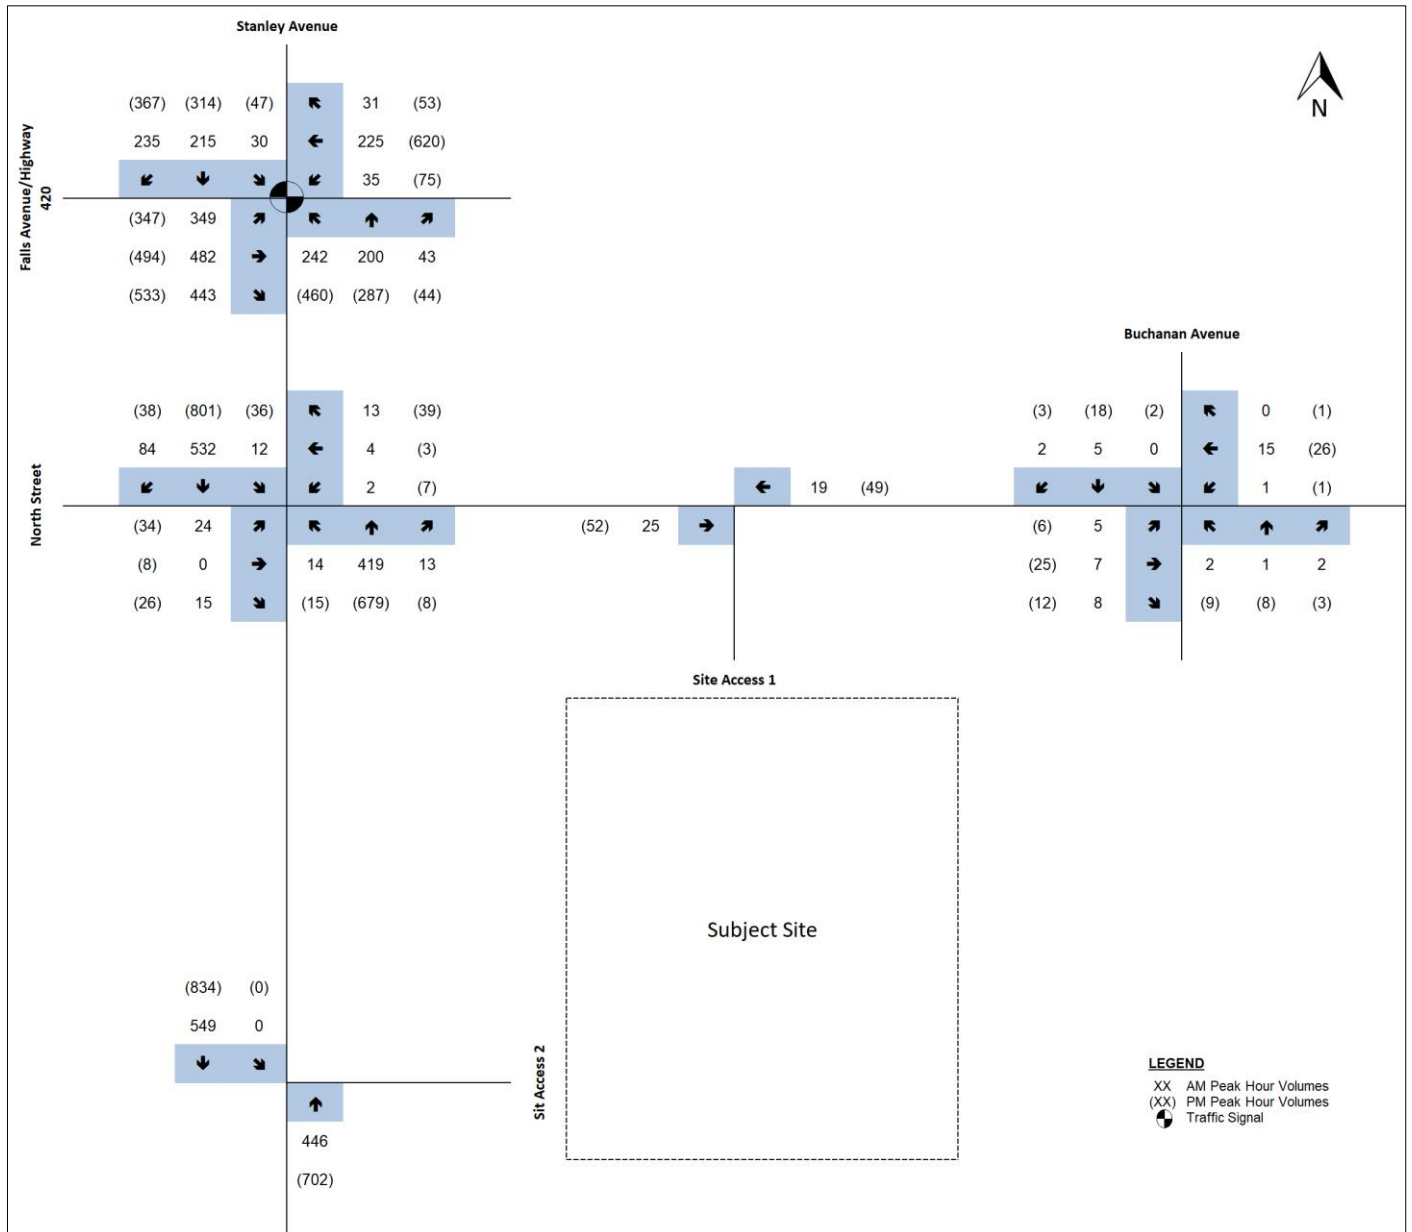 Stanley Avenue
(367) (314) (47) 31 (53)
235 215 30 225 (620)
35 (75)
Falls Avenue/Highway
420
(347) 349
(494) 482 242 200 43
(533) 443 (460) (287) (44)
N
Buchanan Avenue
(38) (801) (36) 13 (39)
84 532 12 4 (3)
2 (7)
North Street
(34) 24
(8) 0 14 419 13
(26) 15 (15) (679) (8)
19 (49)
(52) 25
Site Access 1
(3) (18) (2) 0 (1)
2 5 0 15 (26)
1 (1)
(6) 5
(25) 7 2 1 2
(12) 8 (9) (8) (3)
Subject Site
(834) (0)
549 0
446
(702)
Sit Access 2
LEGEND
XX AM Peak Hour Volumes
(XX) PM Peak Hour Volumes
Traffic Signal